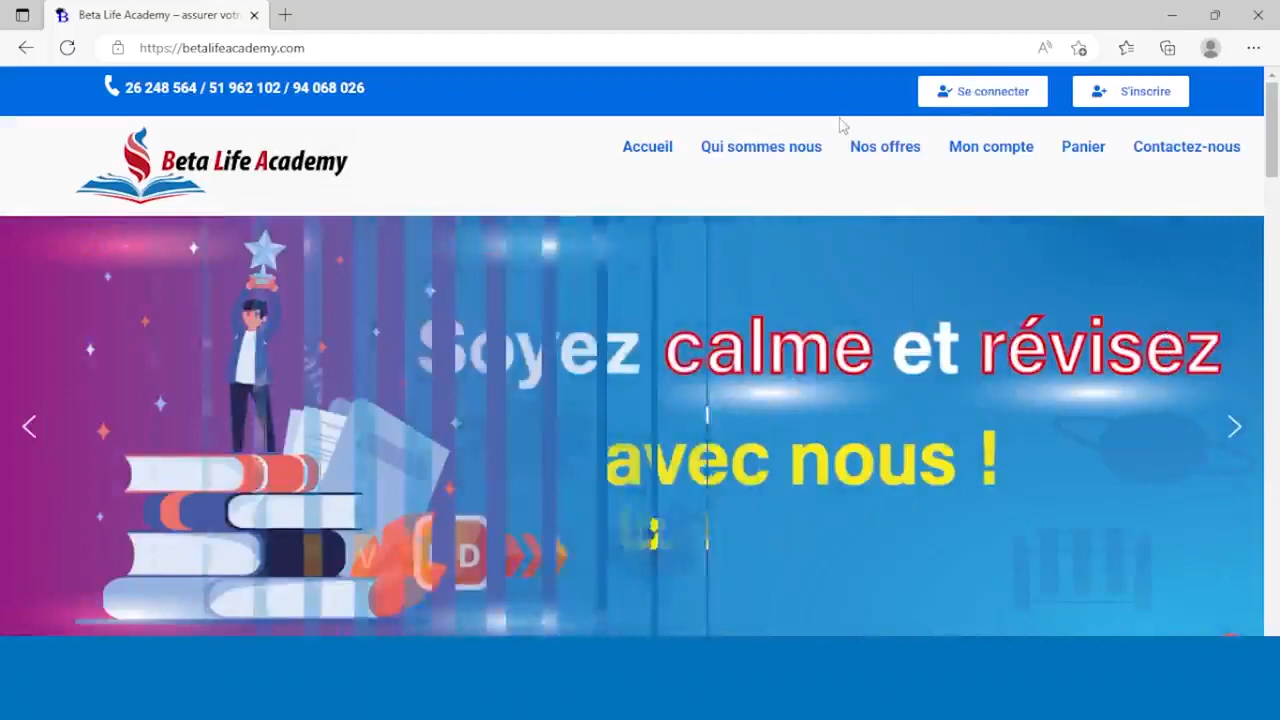 Beta Life Academy – assurer votr
https://betalifeacademy.com
26 248 564 / 51 962 102 / 94 068 026
Se connecter
S'inscrire
Beta Life Academy
Accueil
Qui sommes nous
Nos offres
Mon compte
Panier
Contactez-nous
Soyez calme et révisez
avec nous !